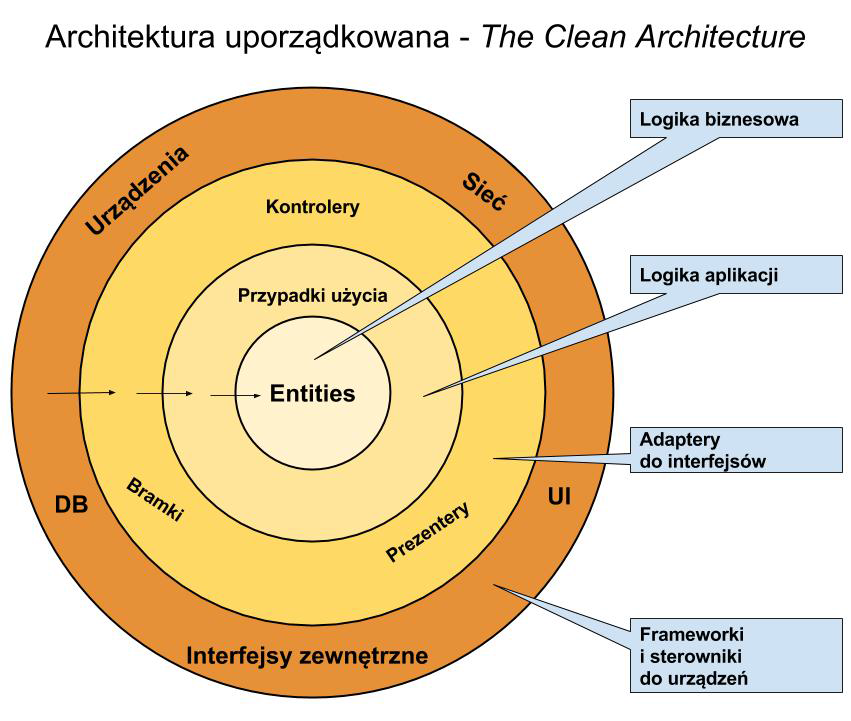 Architektura uporządkowana - The Clean Architecture
Logika biznesowa
Urządzenia
Sieć
Kontrolery
Logika aplikacji
Przypadki użycia
Entities
Adaptery
do interfejsów
DB
Bramki
Prezentery
UI
Interfejsy zewnętrzne
Frameworki
i sterowniki
do urządzeń